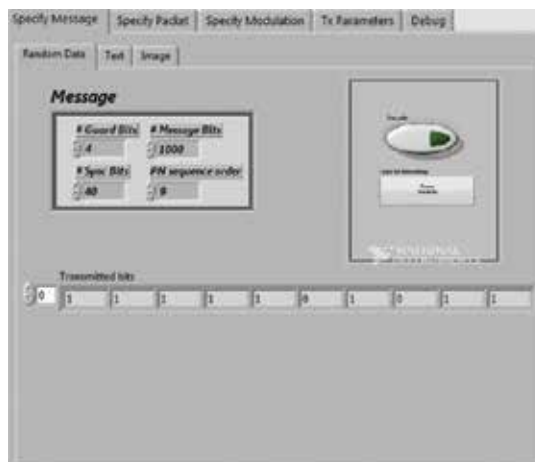 Specify Message Specify Packet Specify Modulation Tx Parameters Debug
Random Data Text Image
Message
# Guard Bits # Message Bits
4 1000
# Sync Bits PN sequence order
40 9
NATIONAL
INSTRUMENTS
Transmitted bits
0 1 1 1 1 1 0 1 0 1 1